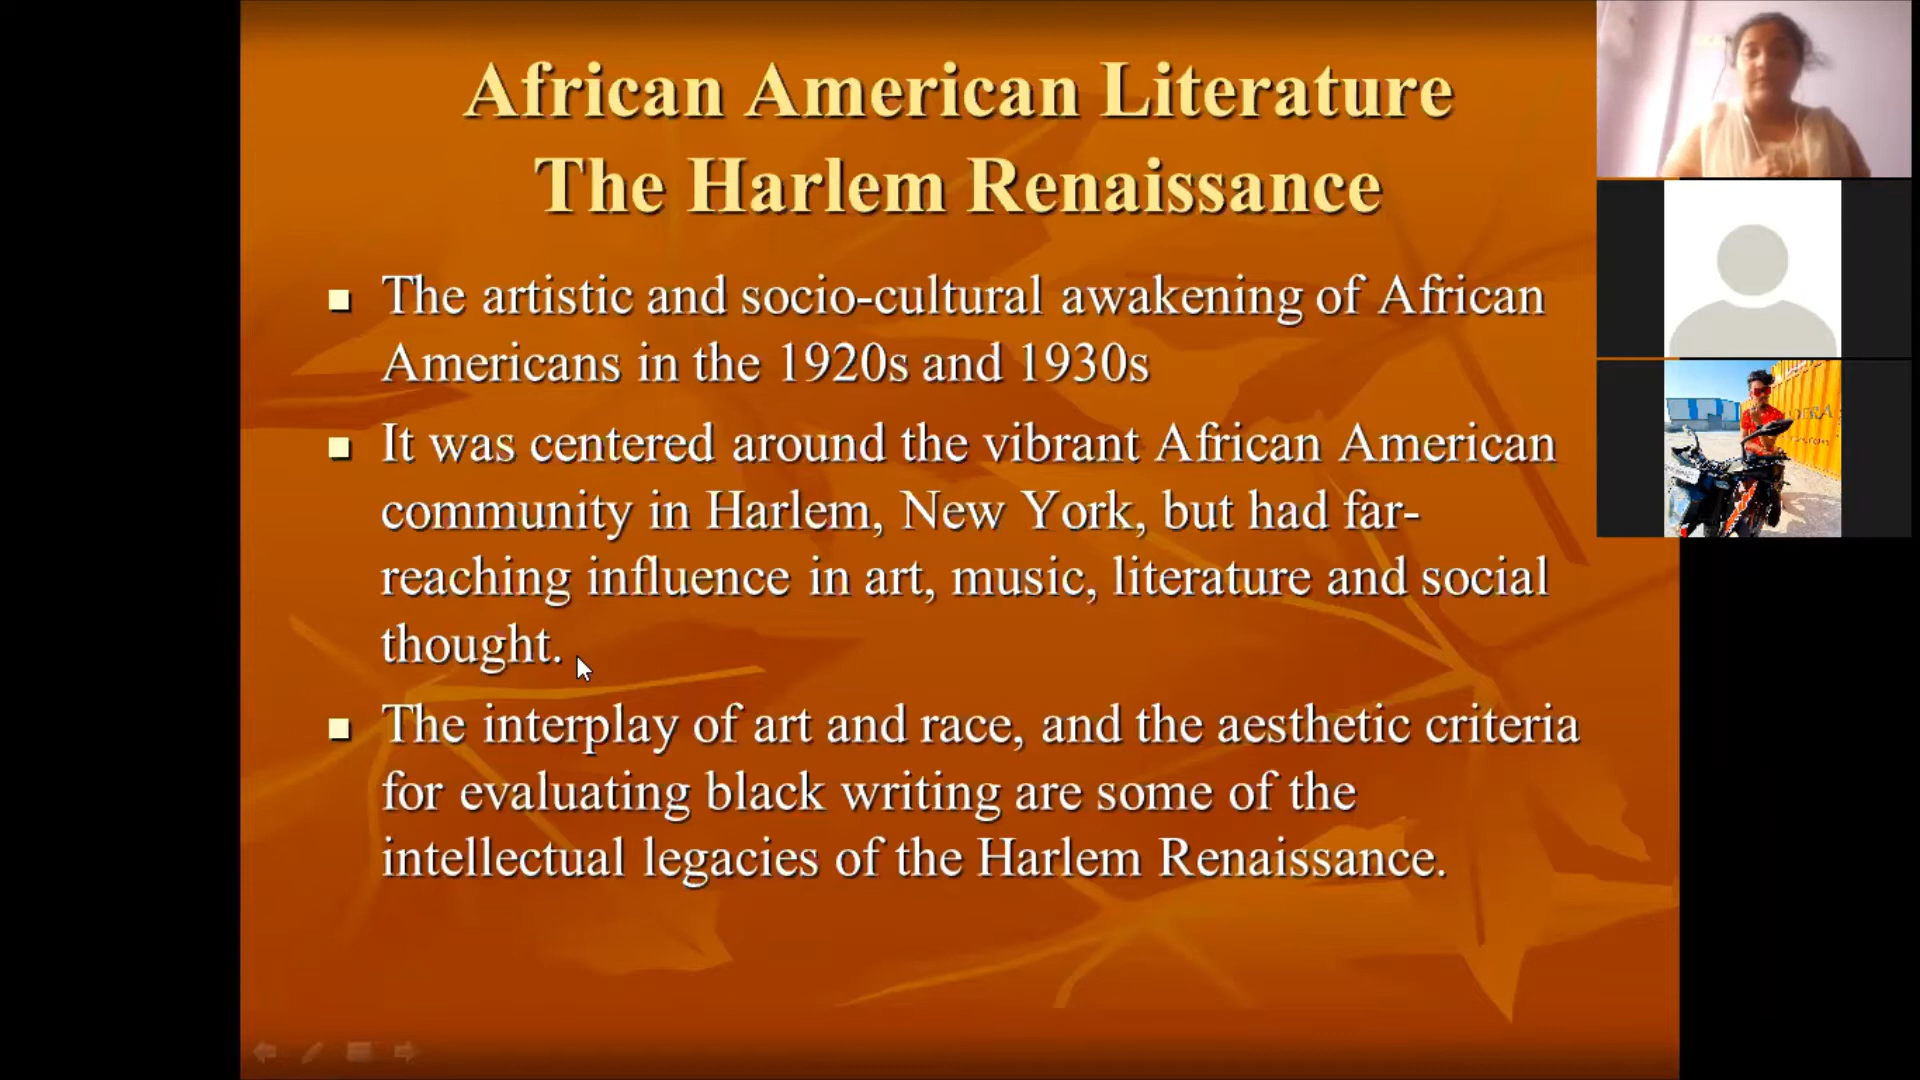 African American Literature
The Harlem Renaissance
The artistic and socio-cultural awakening of African
Americans in the 1920s and 1930s
It was centered around the vibrant African American
community in Harlem, New York, but had far-
reaching influence in art, music, literature and social
thought.
The interplay of art and race, and the aesthetic criteria
for evaluating black writing are some of the
intellectual legacies of the Harlem Renaissance.